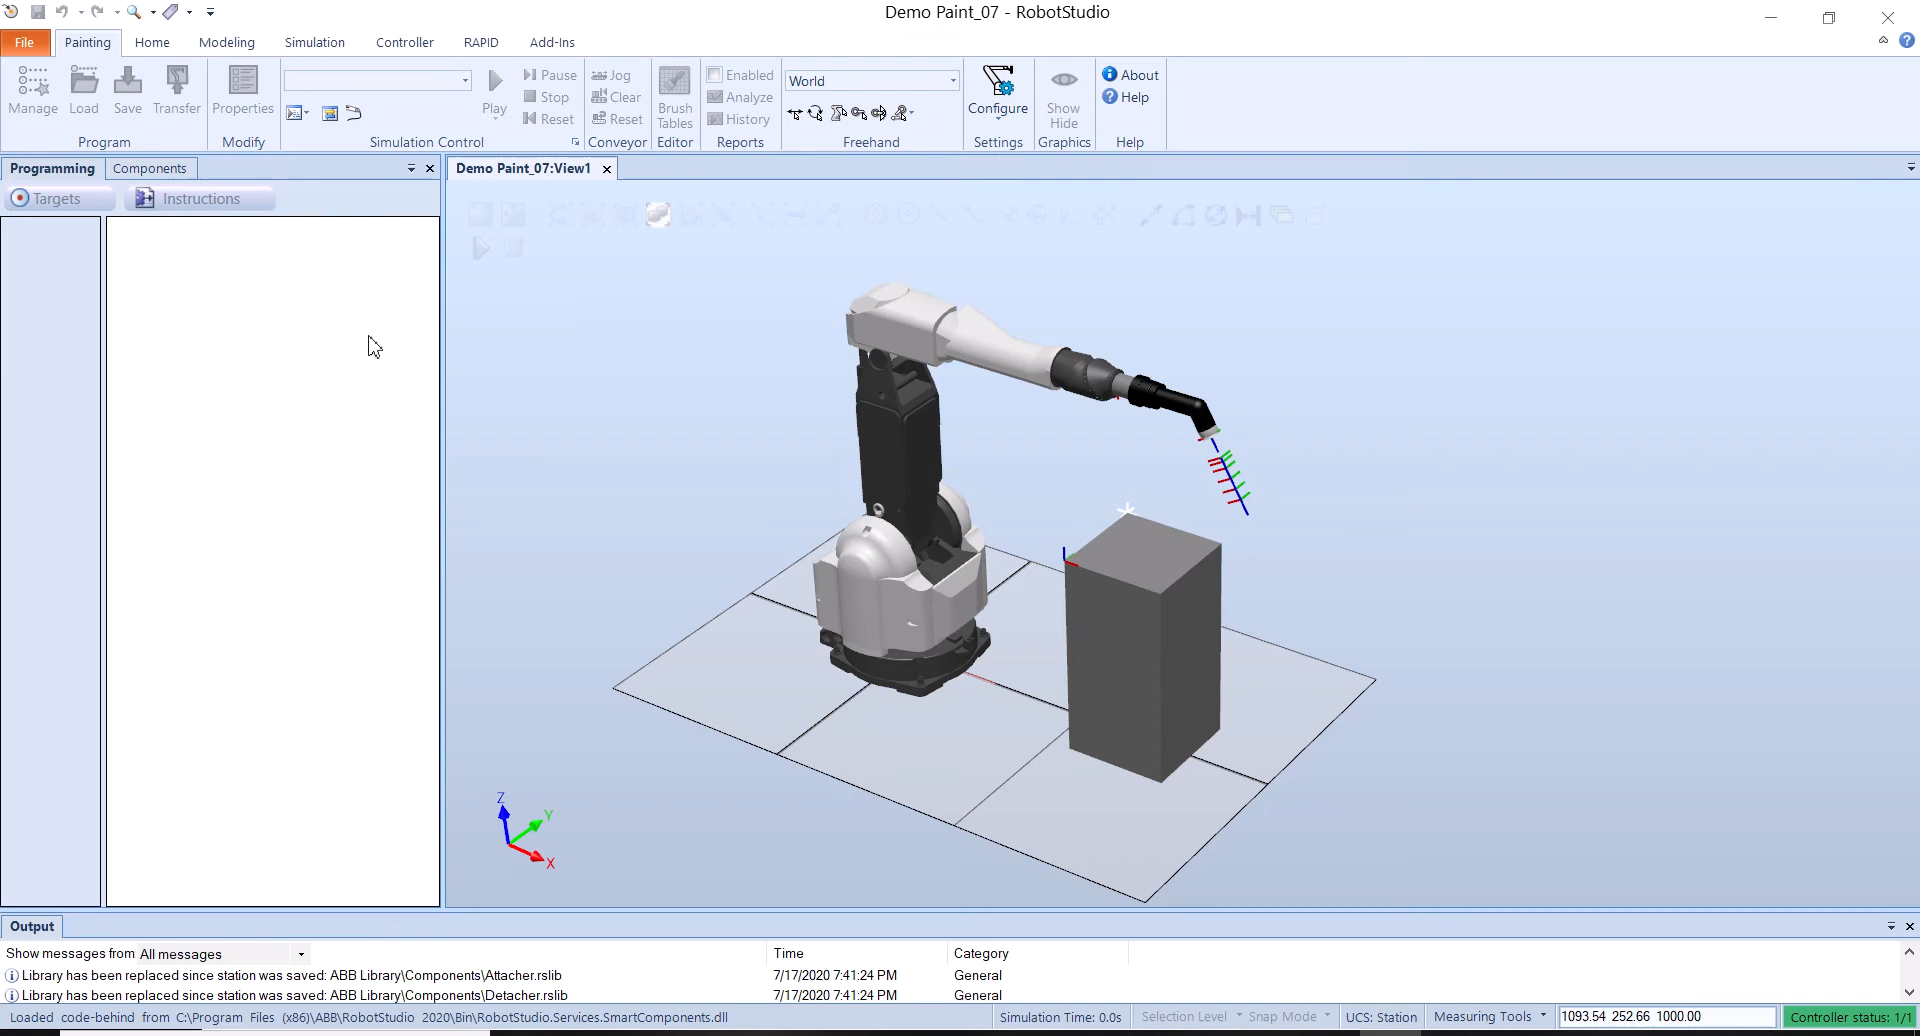 Demo Paint_07 - RobotStudio
File Painting Home Modeling Simulation Controller RAPID Add-Ins
Manage Load Save Transfer
Program
Properties
Modify
Play
Pause
Stop
Reset
Simulation Control
Jog
Clear
Reset
Conveyor
Brush
Tables
Editor
Enabled
Analyze
History
Reports
World
Freehand
Configure
Settings
Show
Hide
Graphics
About
Help
Help
Programming Components
Targets Instructions
Demo Paint_07:View1
Z
Y
X
Output
Show messages from All messages Time Category
Library has been replaced since station was saved: ABB Library\Components\Attacher.rslib 7/17/2020 7:41:24 PM General
Library has been replaced since station was saved: ABB Library\Components\Detacher.rslib 7/17/2020 7:41:24 PM General
Loaded code-behind from C:\Program Files (x86)\ABB\RobotStudio 2020\Bin\RobotStudio.Services.SmartComponents.dll Simulation Time: 0.0s Selection Level Snap Mode UCS: Station Measuring Tools 1093.54 252.66 1000.00 Controller status: 1/1